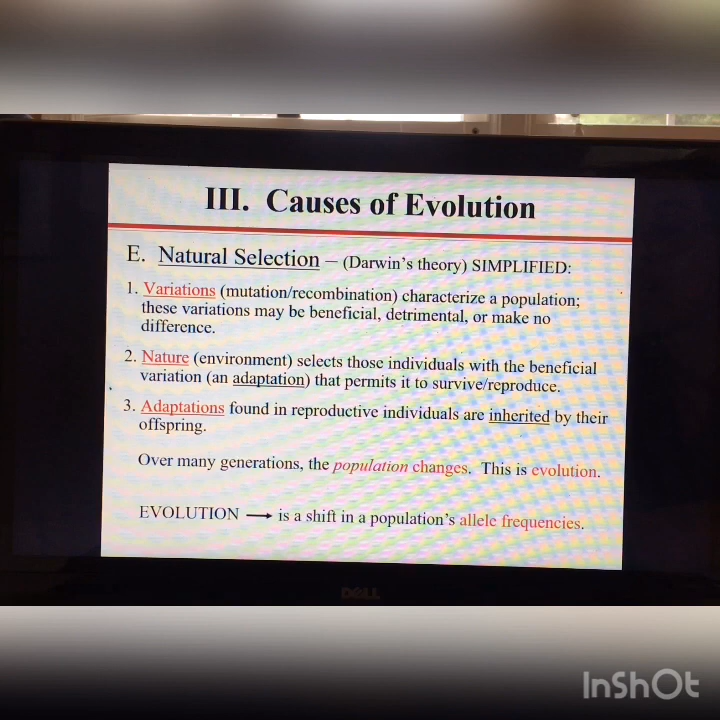 III. Causes of Evolution
E. Natural Selection – (Darwin's theory) SIMPLIFIED:
1. Variations (mutation/recombination) characterize a population;
these variations may be beneficial, detrimental, or make no
difference.
2. Nature (environment) selects those individuals with the beneficial
variation (an adaptation) that permits it to survive/reproduce.
3. Adaptations found in reproductive individuals are inherited by their
offspring.
Over many generations, the population changes. This is evolution.
EVOLUTION → is a shift in a population's allele frequencies.
DELL
InShOt